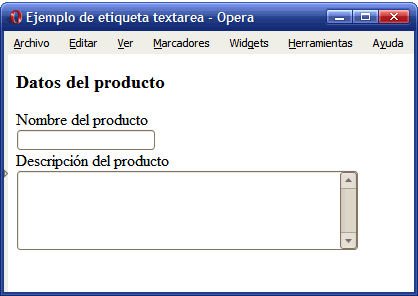 Ejemplo de etiqueta textarea - Opera
Archivo Editar Ver Marcadores Widgets Herramientas Ayuda
Datos del producto
Nombre del producto
Descripción del producto